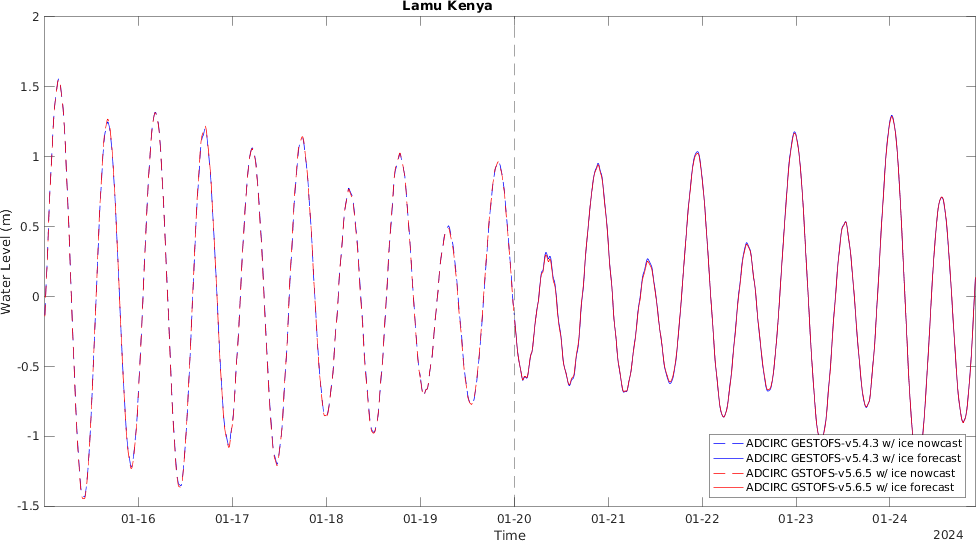 Lamu Kenya
2
1.5
1
0.5
0
-0.5
-1
-1.5
Water Level (m)
ADCIRC GESTOFS-v5.4.3 w/ ice nowcast
ADCIRC GESTOFS-v5.4.3 w/ ice forecast
ADCIRC GSTOFS-v5.6.5 w/ ice nowcast
ADCIRC GSTOFS-v5.6.5 w/ ice forecast
01-16 01-17 01-18 01-19 01-20 01-21 01-22 01-23 01-24
Time
2024